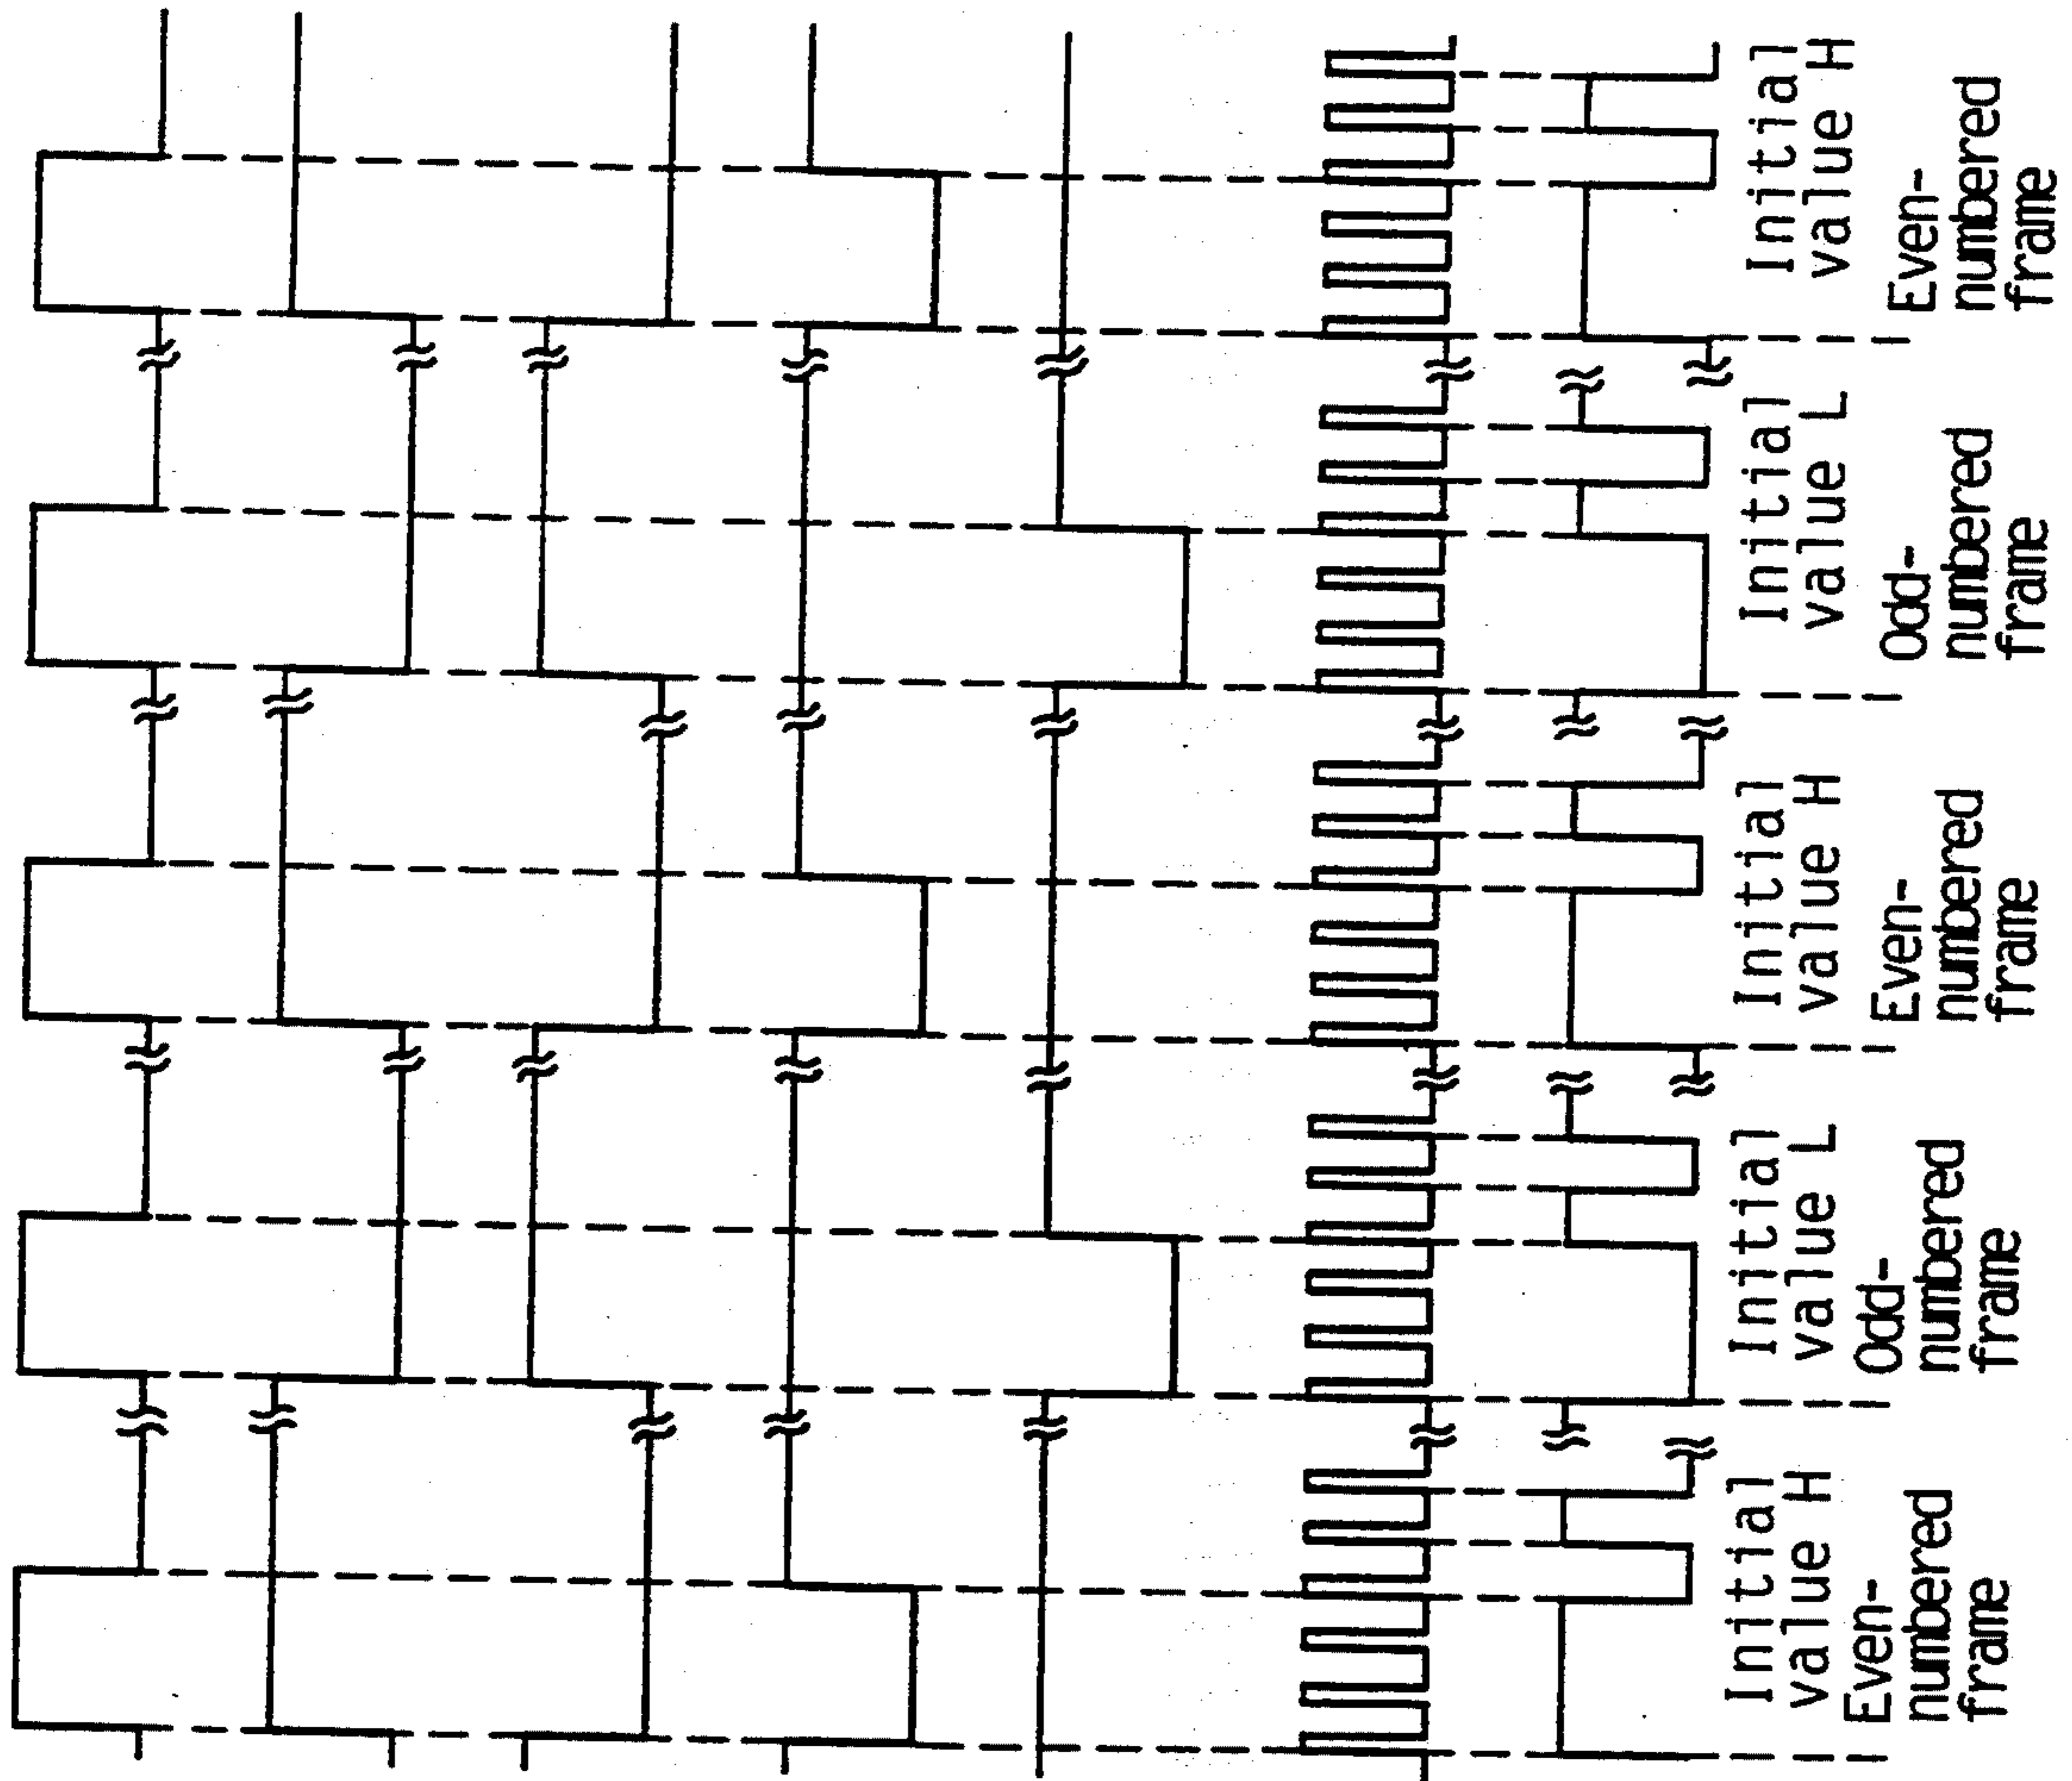 Initial
value H
Even-
numbered
frame
Initial
value L
Odd-
numbered
frame
Initial
value H
Even-
numbered
frame
Initial
value L
Odd-
numbered
frame
Initial
value H
Even-
numbered
frame